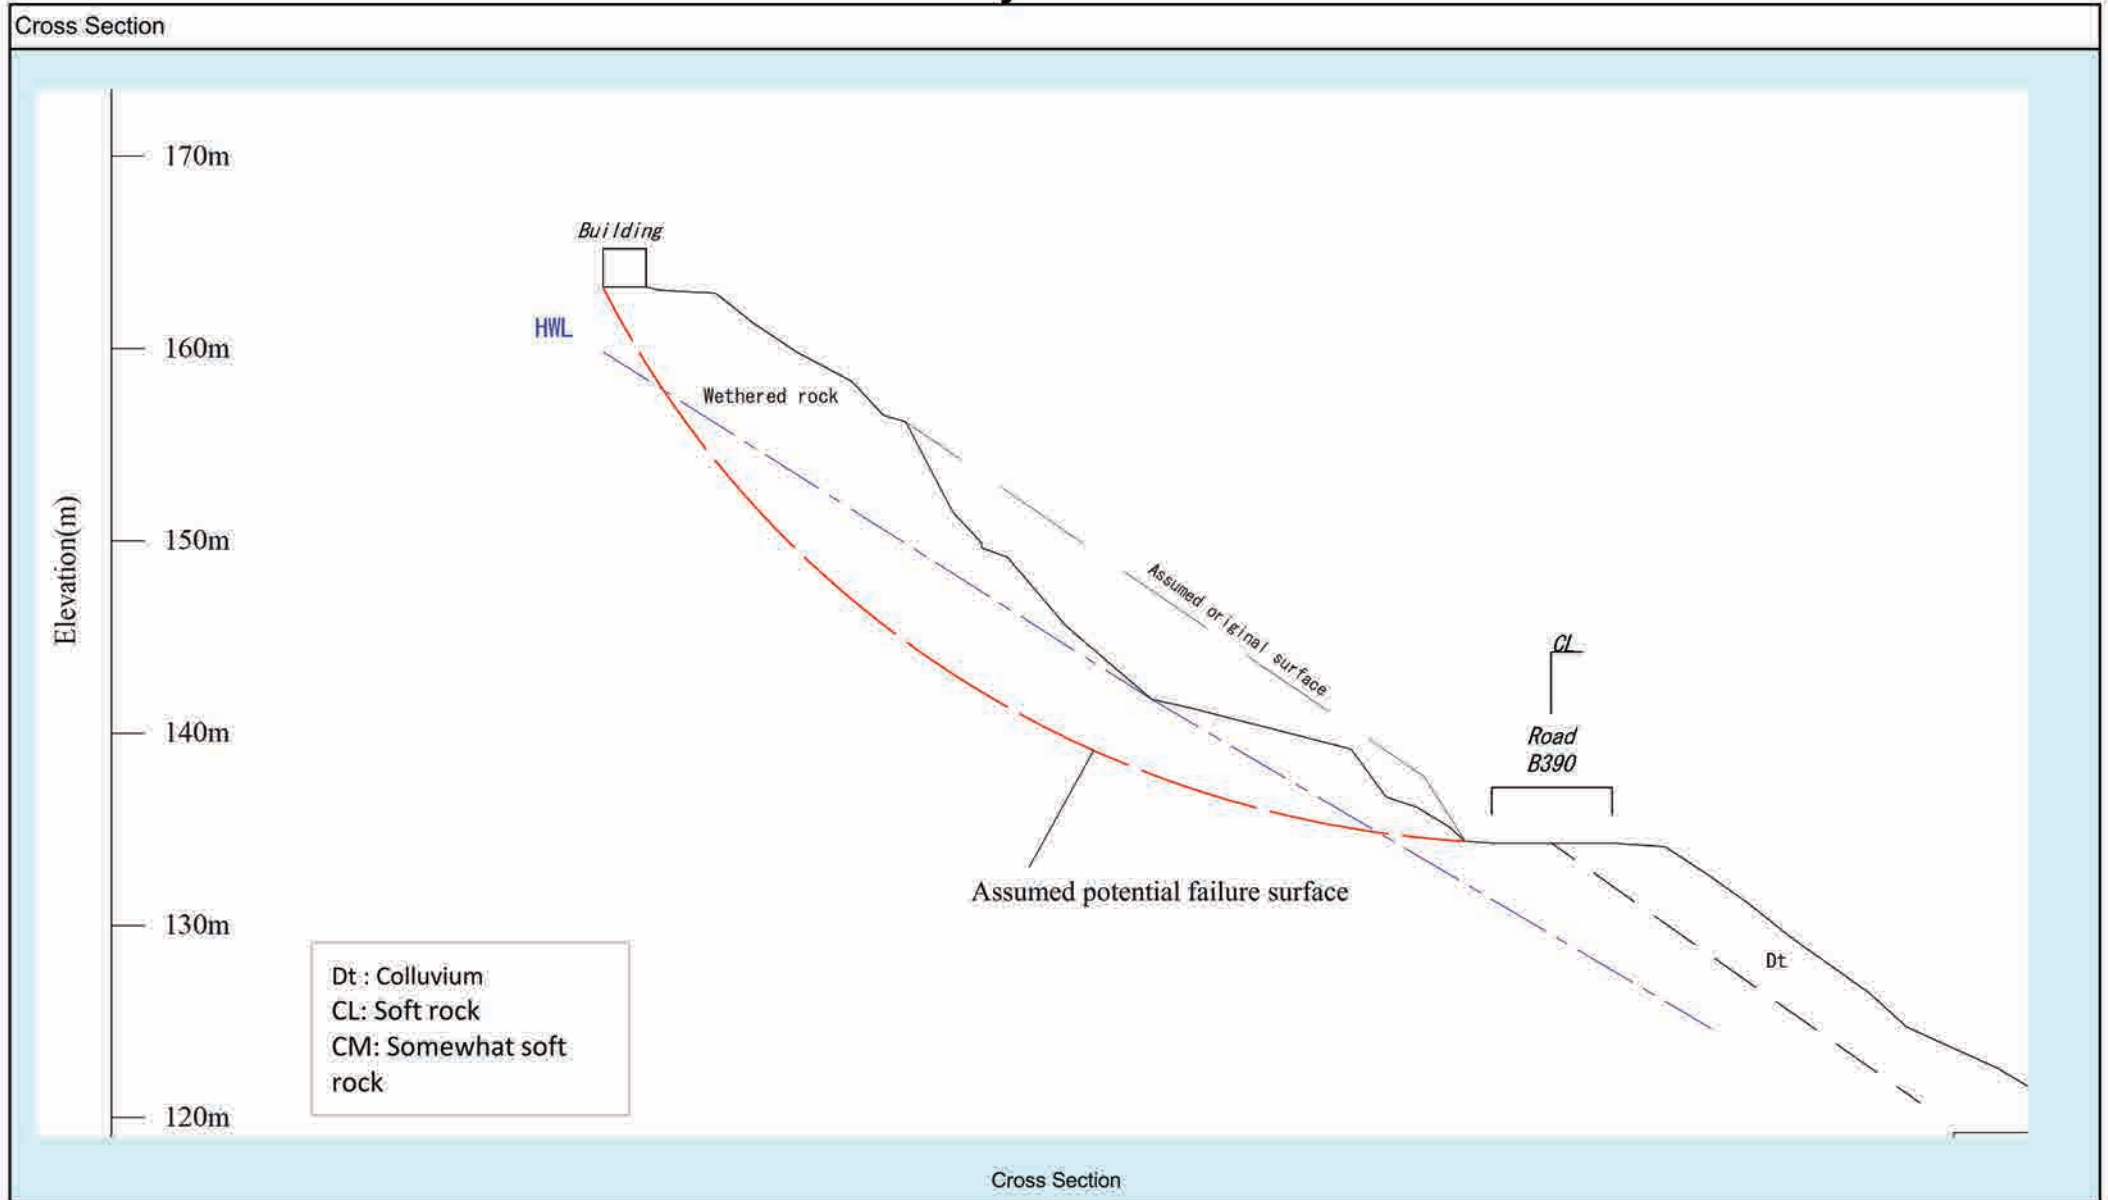 Cross Section
170m
Building
HWL
160m
Wethered rock
150m
Elevation(m)
Assumed original surface
CL
140m
Road
B390
Assumed potential failure surface
130m
Dt
Dt : Colluvium
CL: Soft rock
CM: Somewhat soft
rock
120m
Cross Section